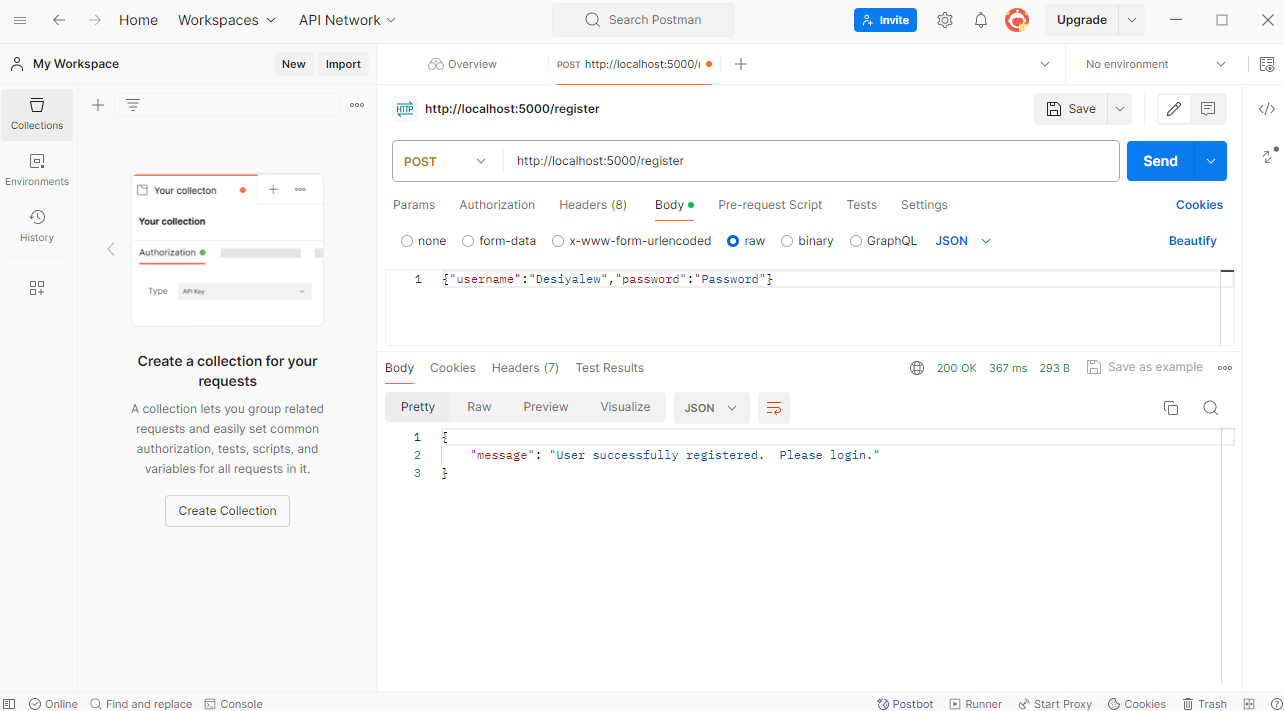 Home Workspaces API Network Search Postman Invite Upgrade
My Workspace New Import Overview POST http://localhost:5000/r No environment
Collections
Environments
History
Your collecton
Your collection
Authorization
Type API Key
Create a collection for your
requests
A collection lets you group related
requests and easily set common
authorization, tests, scripts, and
variables for all requests in it.
Create Collection
HTTP http://localhost:5000/register Save
POST http://localhost:5000/register Send
Params Authorization Headers (8) Body Pre-request Script Tests Settings Cookies
none form-data x-www-form-urlencoded raw binary GraphQL JSON Beautify
1 {"username":"Desiyalew","password":"Password"}
Body Cookies Headers (7) Test Results 200 OK 367 ms 293 B Save as example
Pretty Raw Preview Visualize JSON
1 {
2 "message": "User successfully registered.  Please login."
3 }
Online Find and replace Console Postbot Runner Start Proxy Cookies Trash